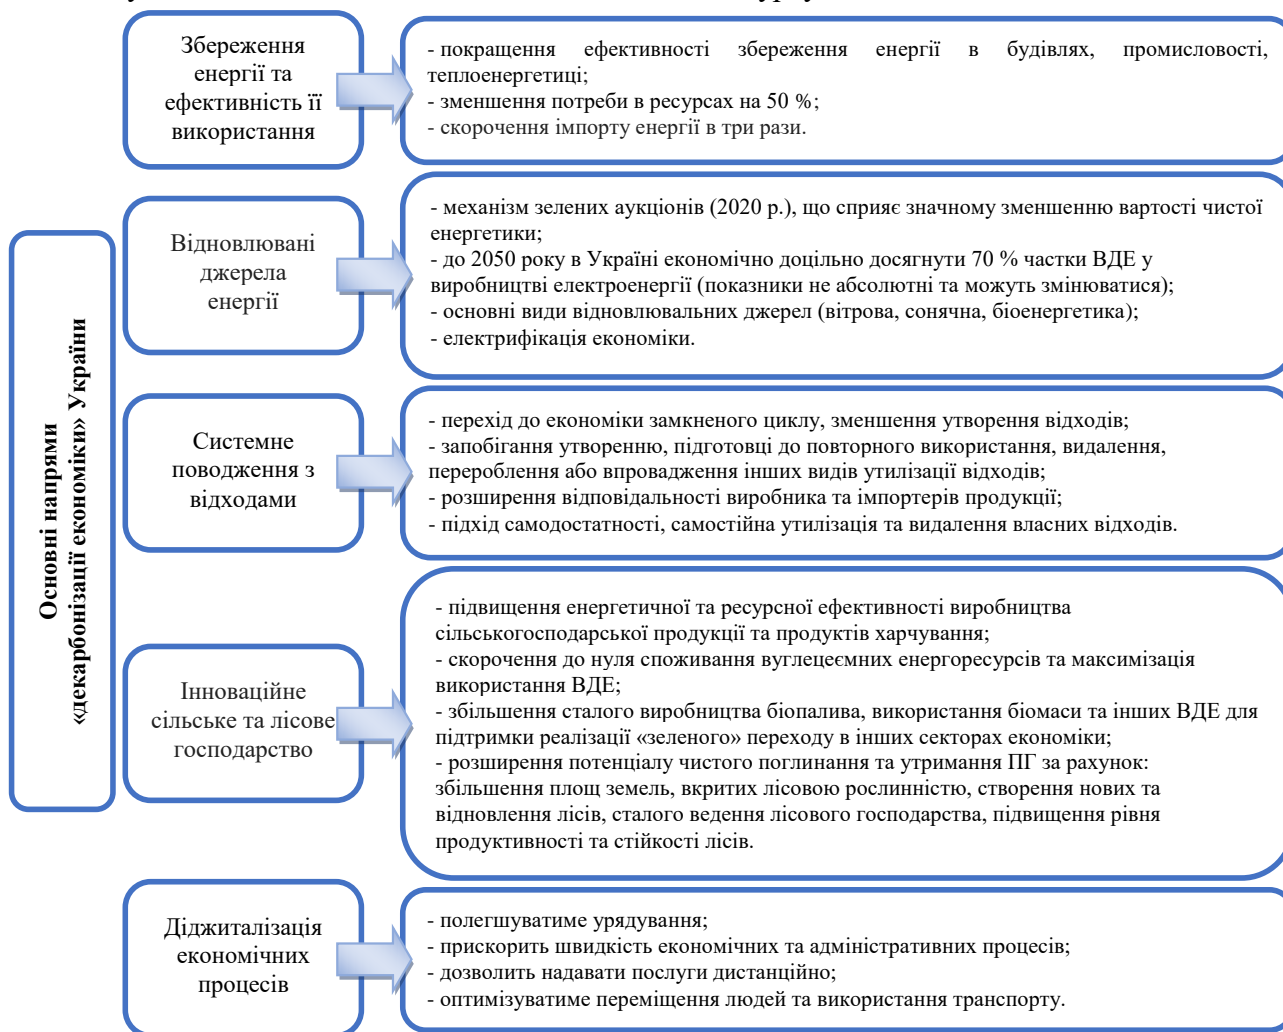 Основні напрями
«декарбонізації економіки» України
Збереження
енергії та
ефективність її
використання
- покращення ефективності збереження енергії в будівлях, промисловості,
теплоенергетиці;
- зменшення потреби в ресурсах на 50 %;
- скорочення імпорту енергії в три рази.
Відновлювані
джерела
енергії
- механізм зелених аукціонів (2020 р.), що сприяє значному зменшенню вартості чистої
енергетики;
- до 2050 року в Україні економічно доцільно досягнути 70 % частки ВДЕ у
виробництві електроенергії (показники не абсолютні та можуть змінюватися);
- основні види відновлювальних джерел (вітрова, сонячна, біоенергетика);
- електрифікація економіки.
Системне
поводження з
відходами
- перехід до економіки замкненого циклу, зменшення утворення відходів;
- запобігання утворенню, підготовці до повторного використання, видалення,
перероблення або впровадження інших видів утилізації відходів;
- розширення відповідальності виробника та імпортерів продукції;
- підхід самодостатності, самостійна утилізація та видалення власних відходів.
Інноваційне
сільське та лісове
господарство
- підвищення енергетичної та ресурсної ефективності виробництва
сільськогосподарської продукції та продуктів харчування;
- скорочення до нуля споживання вуглецеємних енергоресурсів та максимізація
використання ВДЕ;
- збільшення сталого виробництва біопалива, використання біомаси та інших ВДЕ для
підтримки реалізації «зеленого» переходу в інших секторах економіки;
- розширення потенціалу чистого поглинання та утримання ПГ за рахунок:
збільшення площ земель, вкритих лісовою рослинністю, створення нових та
відновлення лісів, сталого ведення лісового господарства, підвищення рівня
продуктивності та стійкості лісів.
Діджиталізація
економічних
процесів
- полегшуватиме урядування;
- прискорить швидкість економічних та адміністративних процесів;
- дозволить надавати послуги дистанційно;
- оптимізуватиме переміщення людей та використання транспорту.